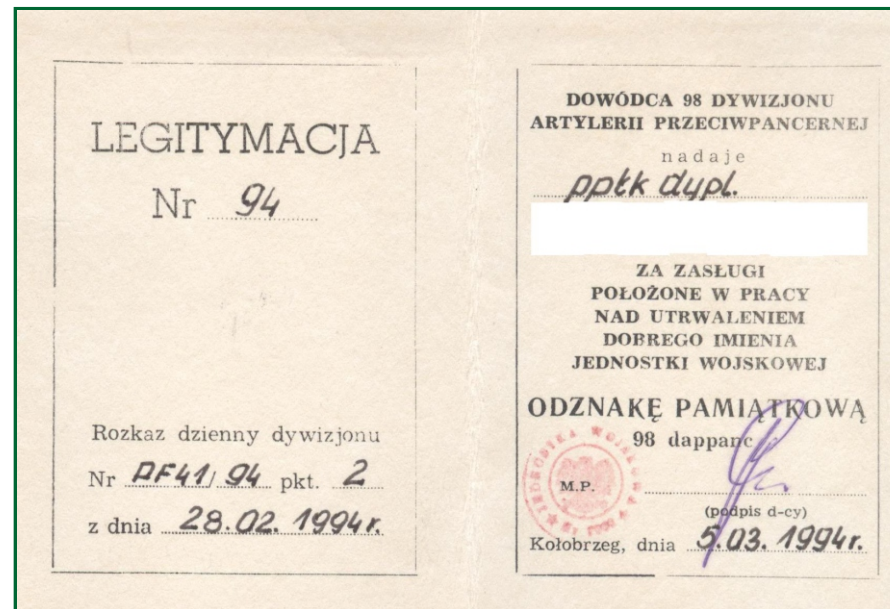 LEGITYMACJA
Nr 94
Rozkaz dzienny dywizjonu
Nr PF41/94 pkt. 2
z dnia 28.02.1994r.
DOWÓDCA 98 DYWIZJONU
ARTYLERII PRZECIWPANCERNEJ
nadaje
ppłk dypl.
ZA ZASŁUGI
POŁOŻONE W PRACY
NAD UTRWALENIEM
DOBREGO IMIENIA
JEDNOSTKI WOJSKOWEJ
ODZNAKĘ PAMIĄTKOWĄ
98 dappanc
JEDNOSTKA WOJSKOWA
M.P.
(podpis d-cy)
Kołobrzeg, dnia 5.03.1994r.